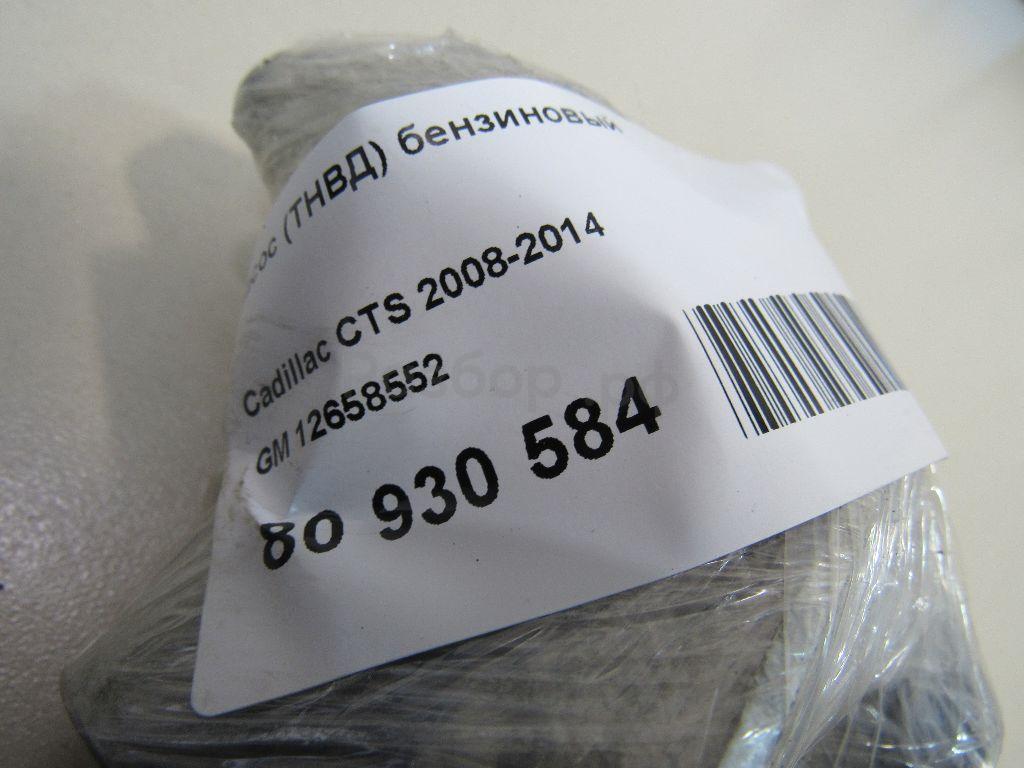 (ТНВД) бензиновый
Cadillac CTS 2008-2014
GM 12658552
80 930 584